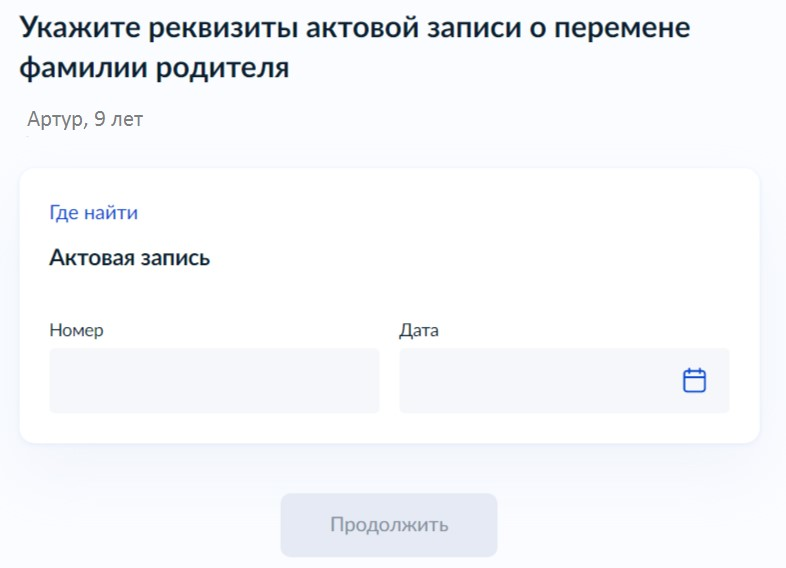 Укажите реквизиты актовой записи о перемене
фамилии родителя
Артур, 9 лет
Где найти
Актовая запись
Номер
Дата
Продолжить